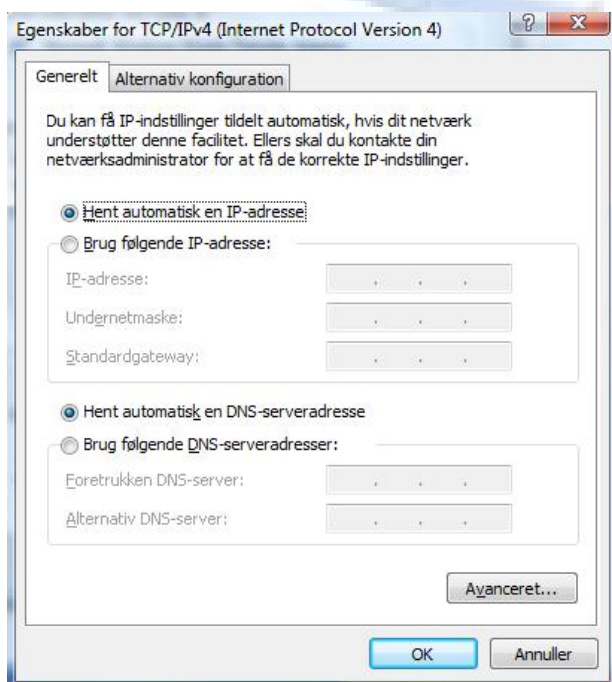 Egenskaber for TCP/IPv4 (Internet Protocol Version 4)
Generelt
Alternativ konfiguration
Du kan få IP-indstillinger tildelt automatisk, hvis dit netværk
understøtter denne facilitet. Ellers skal du kontakte din
netværksadministrator for at få de korrekte IP-indstillinger.
Hent automatisk en IP-adresse
Brug følgende IP-adresse:
IP-adresse:
Undernetmaske:
Standardgateway:
Hent automatisk en DNS-serveradresse
Brug følgende DNS-serveradresser:
Foretrukken DNS-server:
Alternativ DNS-server:
Avanceret...
OK
Annuller